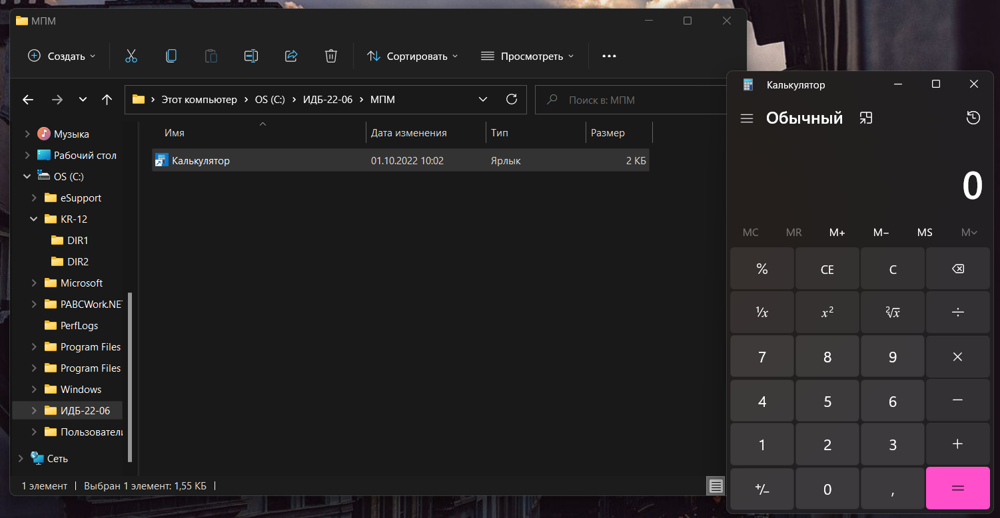 МПМ
Создать
Сортировать
Просмотреть
Этот компьютер > OS (C:) > ИДБ-22-06 > МПМ
Поиск в: МПМ
Имя Дата изменения Тип Размер
Калькулятор 01.10.2022 10:02 Ярлык 2 КБ
Музыка
Рабочий стол
OS (C:)
eSupport
KR-12
DIR1
DIR2
Microsoft
PABCWork.NET
PerfLogs
Program Files
Program Files
Windows
ИДБ-22-06
Пользователи
Сеть
1 элемент | Выбран 1 элемент: 1,55 КБ |
Калькулятор
Обычный
0
MC MR M+ M− MS M
% CE C
¹/x x² ²√x ÷
7 8 9 ×
4 5 6 −
1 2 3 +
+/− 0 , =